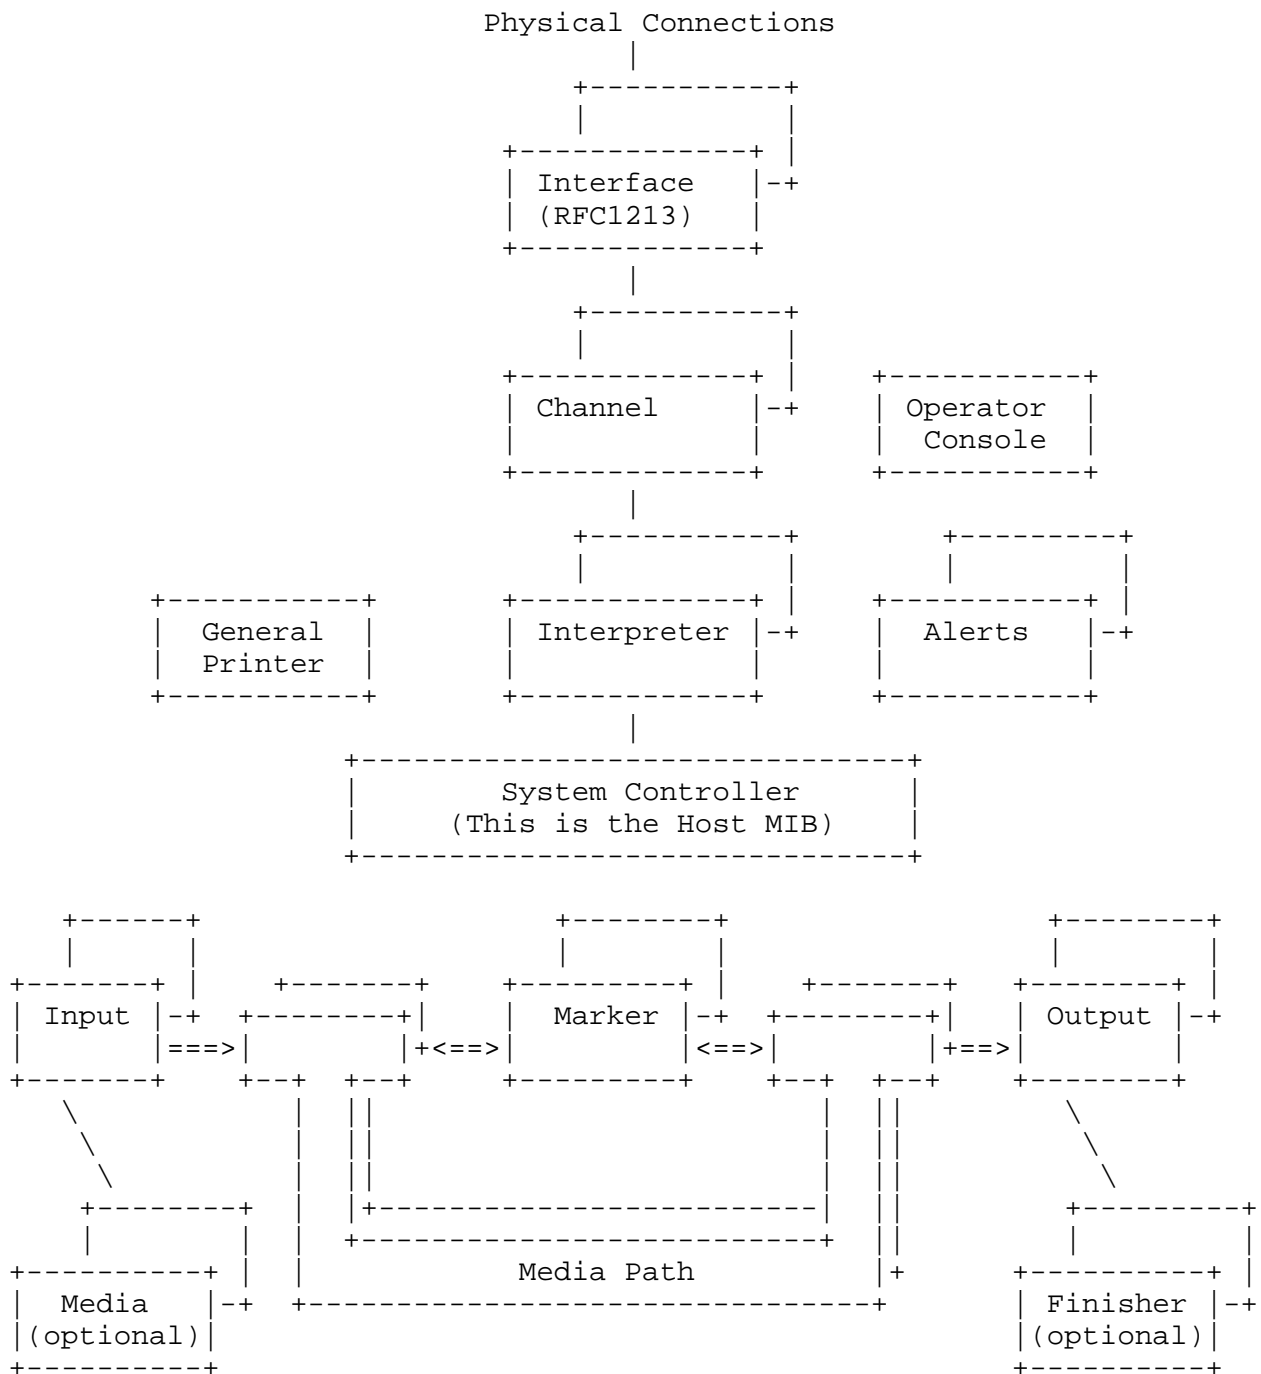 Physical Connections
Interface
(RFC1213)
Channel
Operator
Console
General
Printer
Interpreter
Alerts
System Controller
(This is the Host MIB)
Input
Marker
Output
Media Path
Media
(optional)
Finisher
(optional)